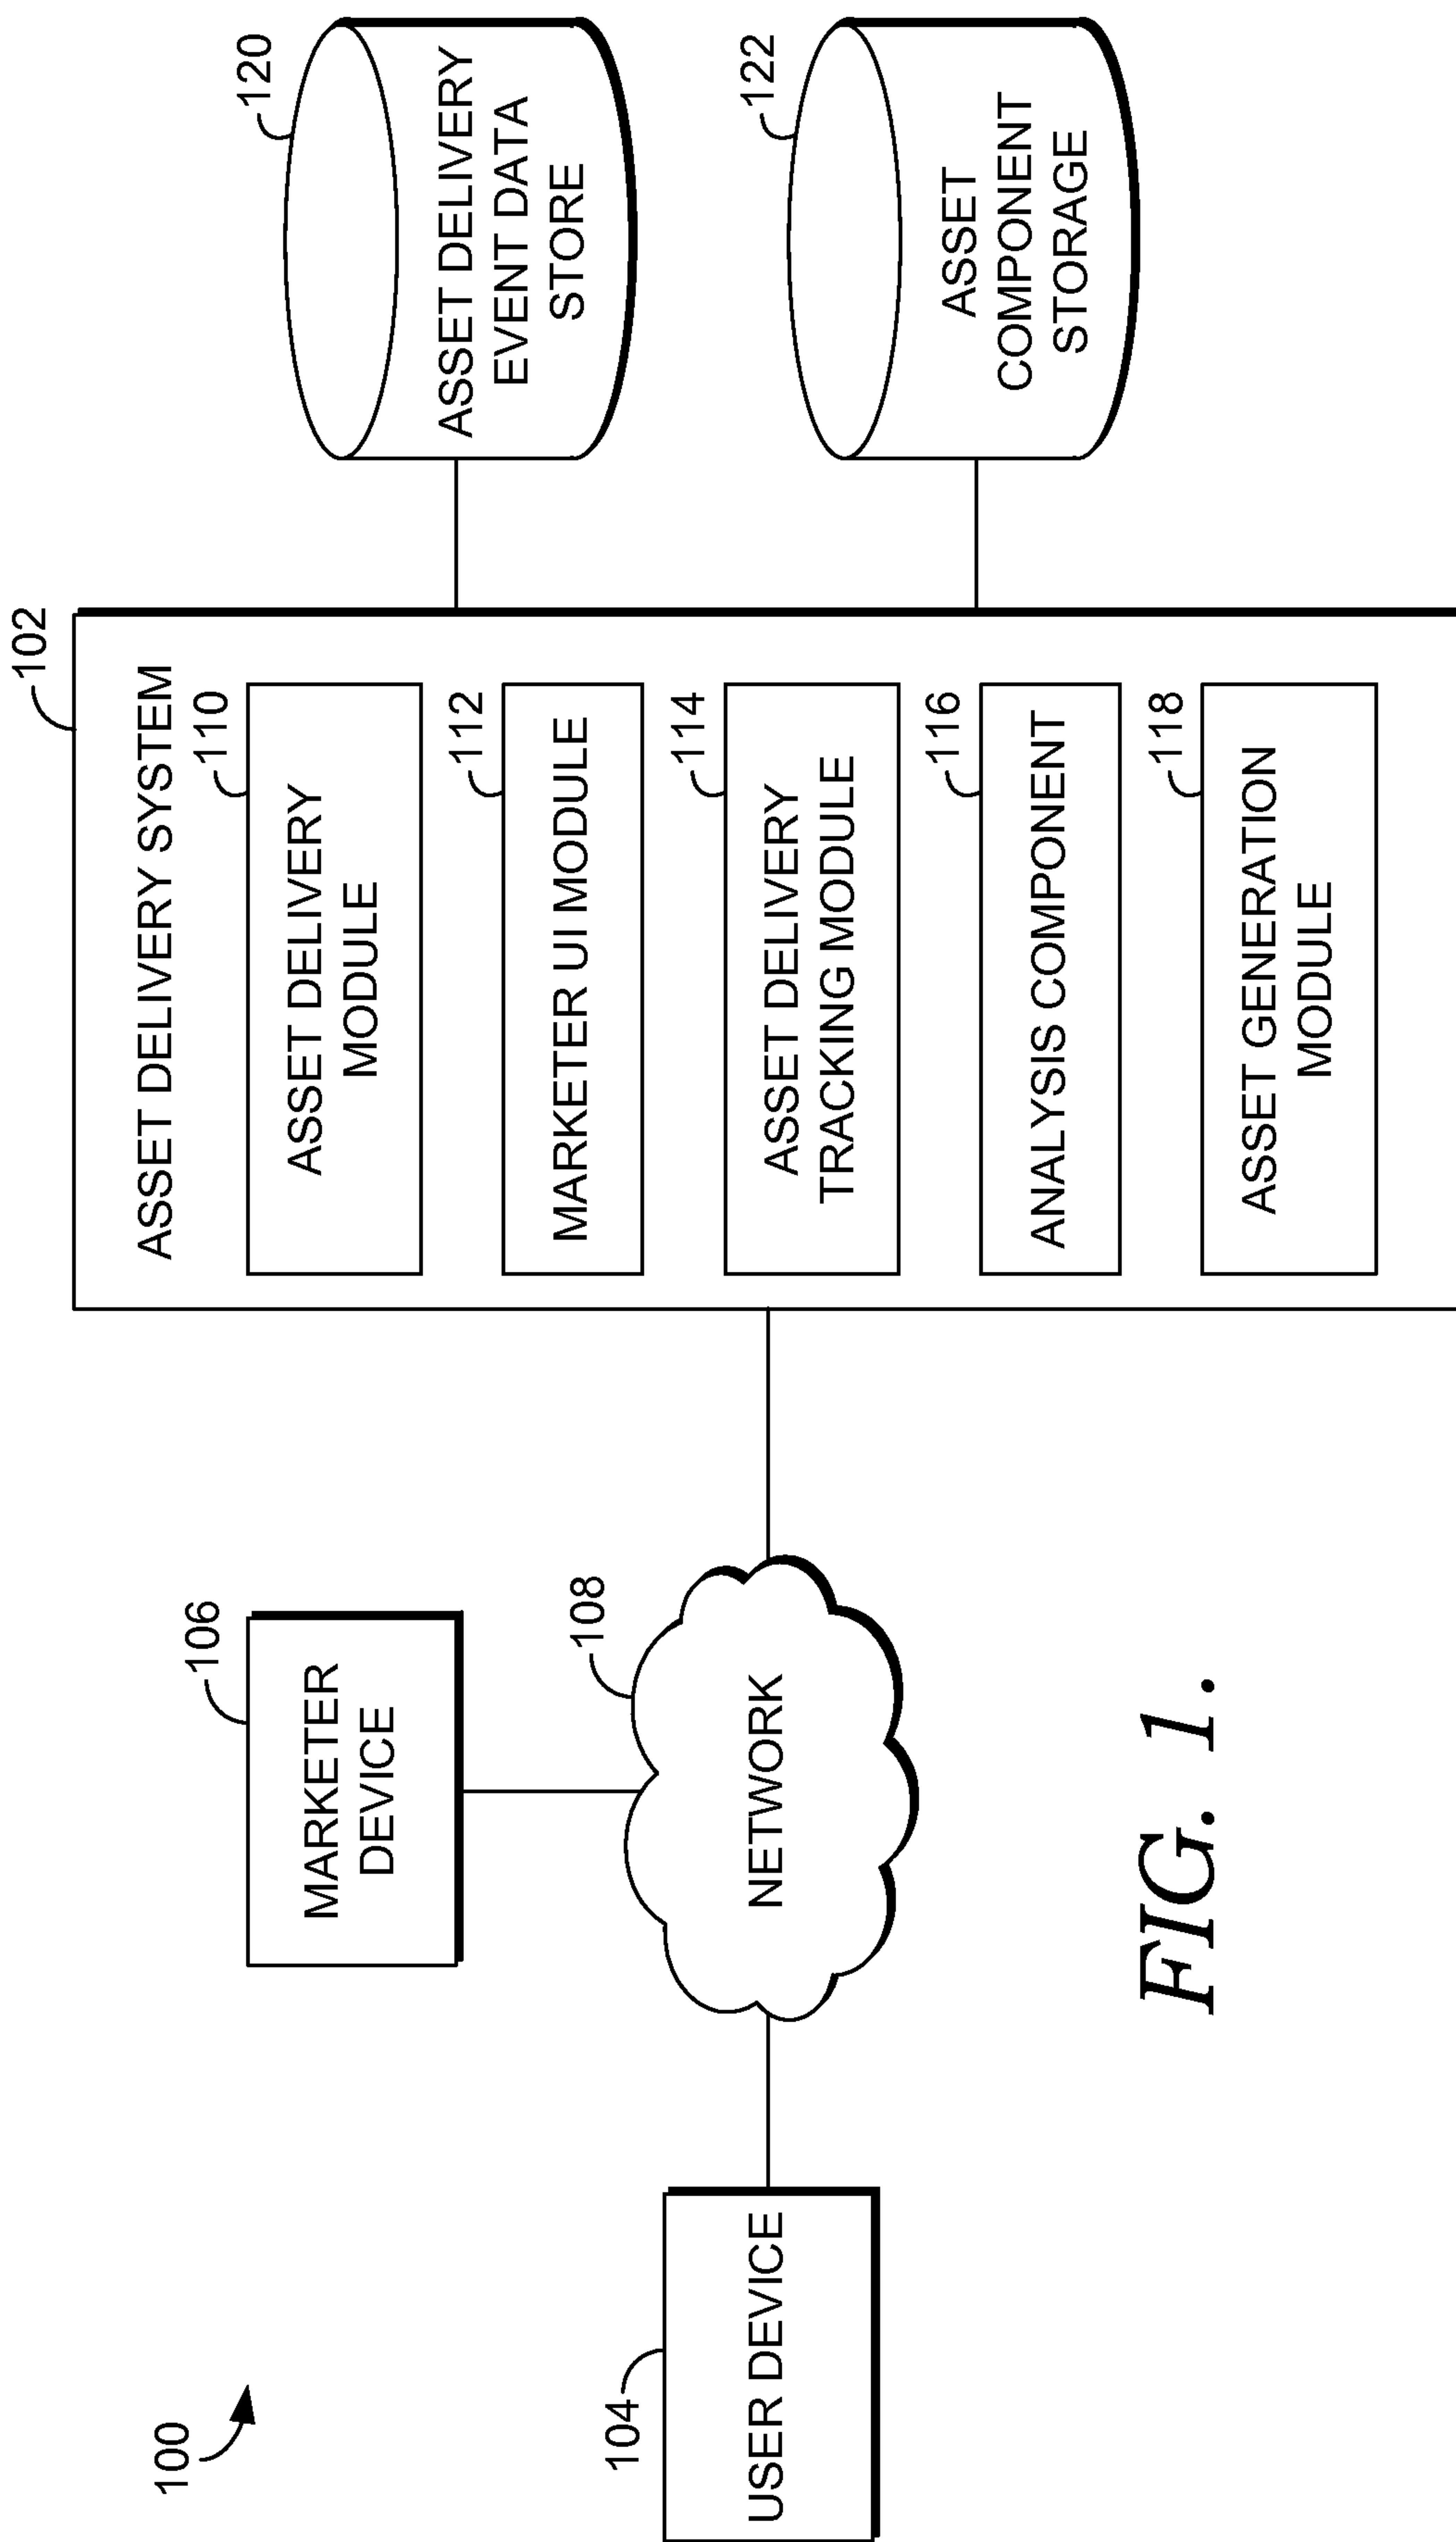 100
104
USER DEVICE
106
MARKETER
DEVICE
108
NETWORK
102
ASSET DELIVERY SYSTEM
110
ASSET DELIVERY
MODULE
112
MARKETER UI MODULE
114
ASSET DELIVERY
TRACKING MODULE
116
ANALYSIS COMPONENT
118
ASSET GENERATION
MODULE
120
ASSET DELIVERY
EVENT DATA
STORE
122
ASSET
COMPONENT
STORAGE
FIG. 1.